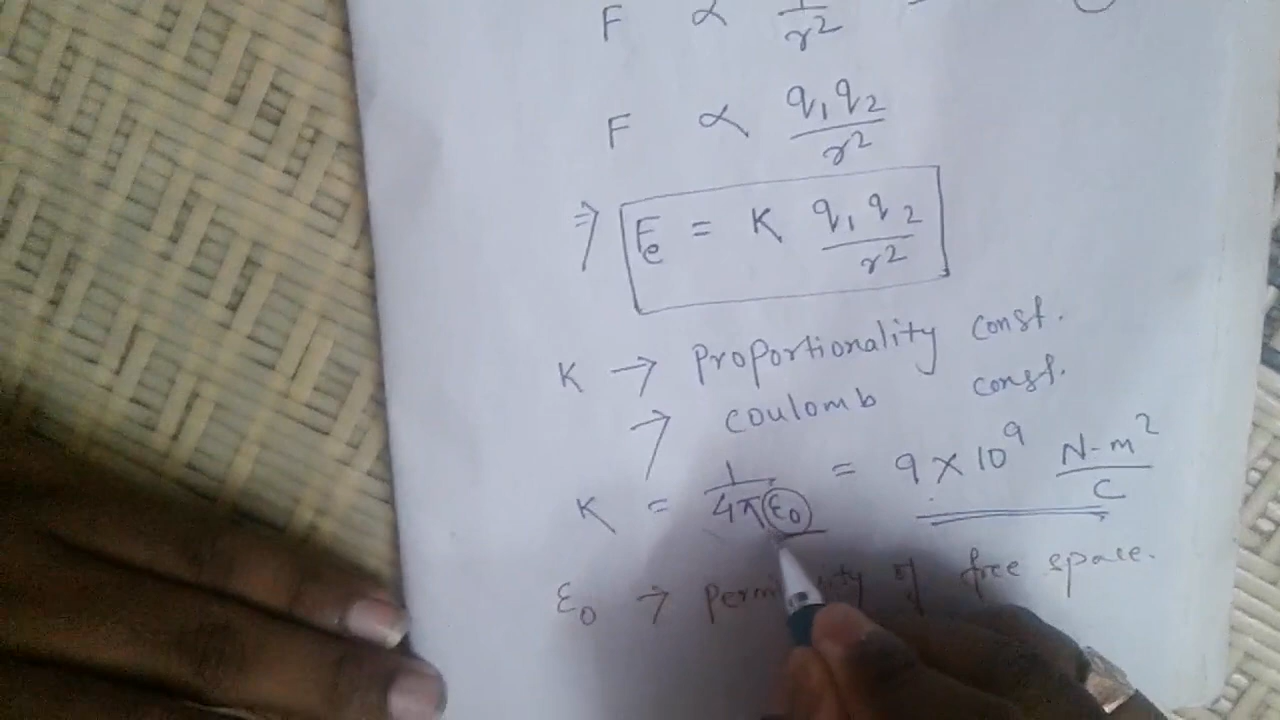 F ∝ 1/r²
F ∝ q₁q₂/r²
⇒ Fe = K q₁q₂/r²
K → Proportionality const.
→ coulomb const.
K = 1/4πε₀ = 9×10⁹ N-m²/C
ε₀ → of free space.